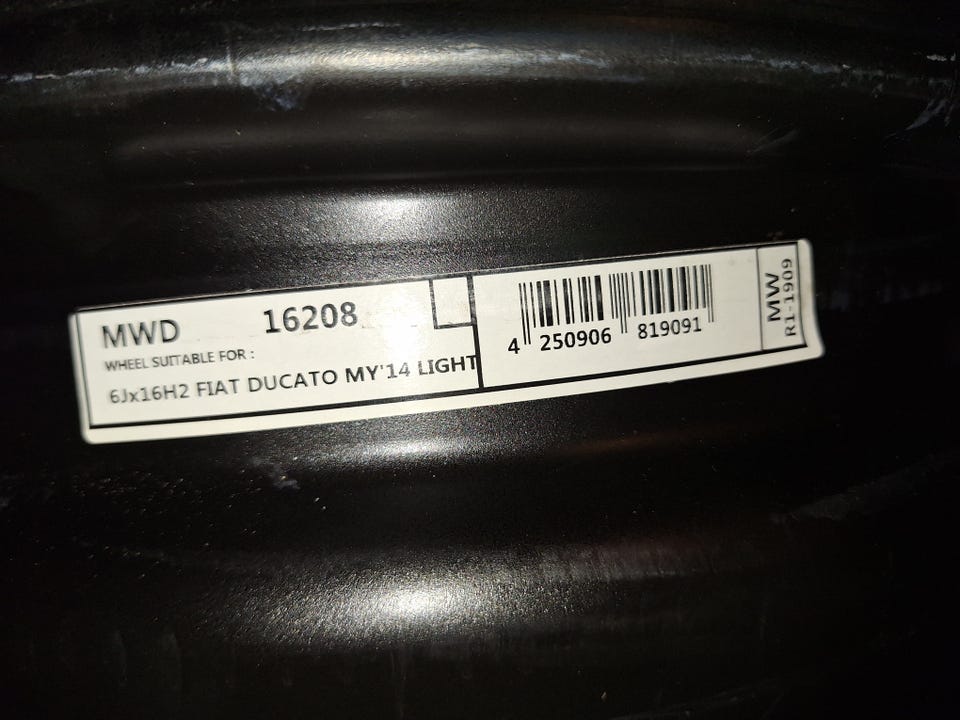 MWD 16208
WHEEL SUITABLE FOR :
6Jx16H2 FIAT DUCATO MY'14 LIGHT
4 250906 819091
MW
R1-1909